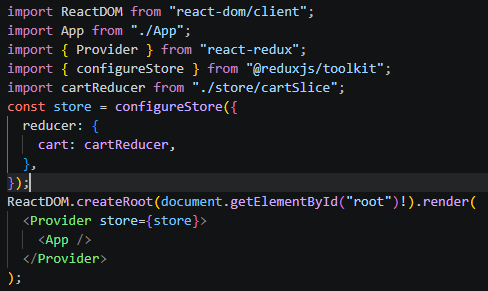 import ReactDOM from "react-dom/client";
import App from "./App";
import { Provider } from "react-redux";
import { configureStore } from "@reduxjs/toolkit";
import cartReducer from "./store/cartSlice";
const store = configureStore({
  reducer: {
    cart: cartReducer,
  },
});
ReactDOM.createRoot(document.getElementById("root")!).render(
  <Provider store={store}>
    <App />
  </Provider>
);